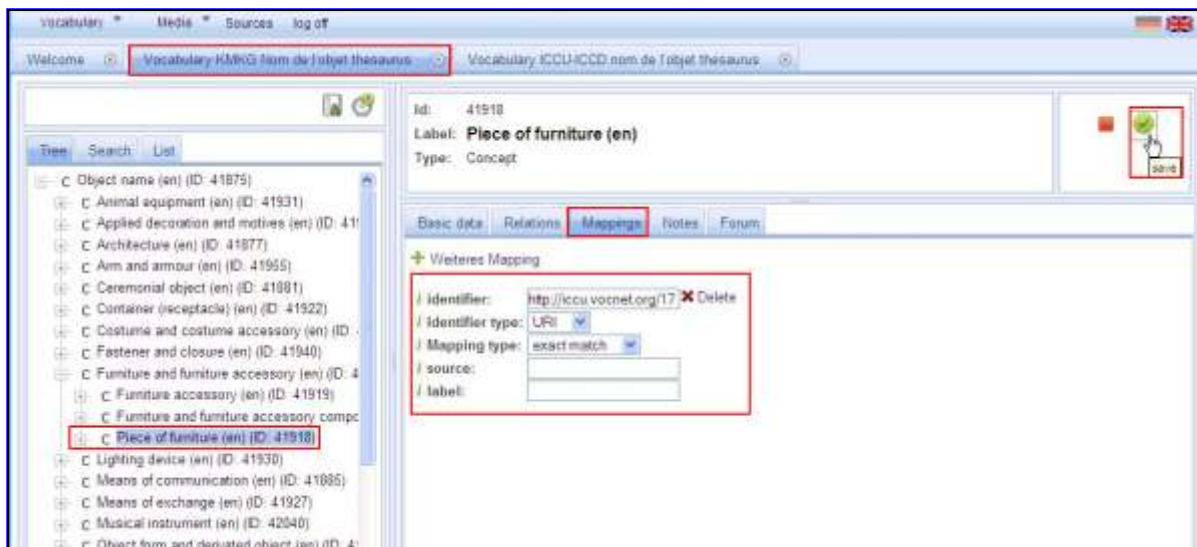 Vocabulary Media Sources log off
Welcome Vocabulary KMKG Nom de l'objet thesaurus Vocabulary ICCU-ICCD nom de l'objet thesaurus
Id: 41918
Label: Piece of furniture (en)
Type: Concept
save
Tree Search List
C Object name (en) (ID: 41875)
C Animal equipment (en) (ID: 41931)
C Applied decoration and motives (en) (ID: 41
C Architecture (en) (ID: 41877)
C Arm and armour (en) (ID: 41955)
C Ceremonial object (en) (ID: 41881)
C Container (receptacle) (en) (ID: 41922)
C Costume and costume accessory (en) (ID:
C Fastener and closure (en) (ID: 41940)
C Furniture and furniture accessory (en) (ID: 4
C Furniture accessory (en) (ID: 41919)
C Furniture and furniture accessory compo
C Piece of furniture (en) (ID: 41918)
C Lighting device (en) (ID: 41930)
C Means of communication (en) (ID: 41885)
C Means of exchange (en) (ID: 41927)
C Musical instrument (en) (ID: 42040)
C Object form and derivated object (en) (ID: 4
Basic data Relations Mappings Notes Forum
Weiteres Mapping
i identifier: http://iccu.vocnet.org/17 Delete
i Identifier type: URI
i Mapping type: exact match
i source:
i label: